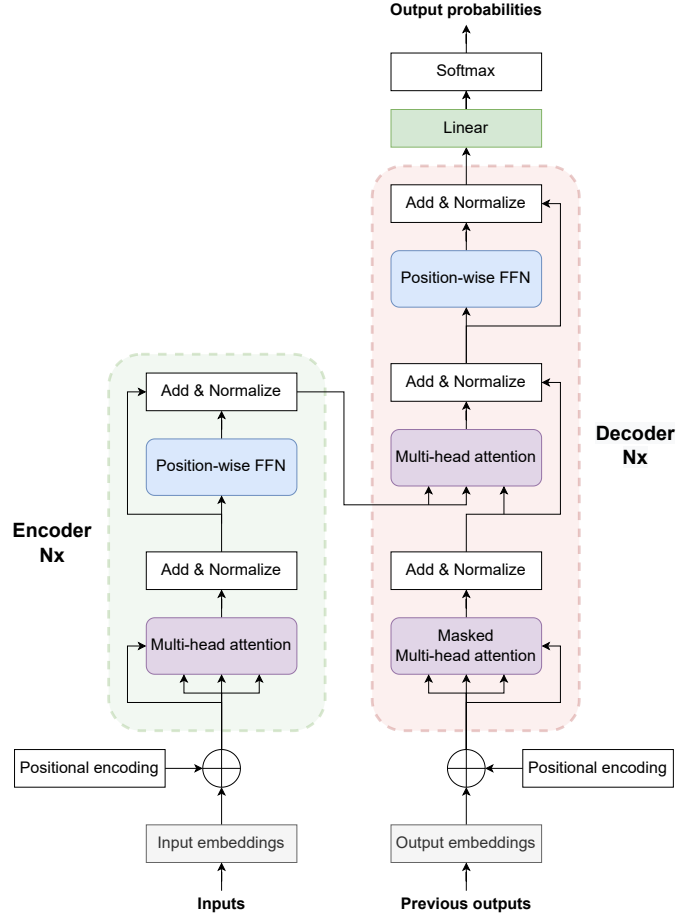 Output probabilities
Softmax
Linear
Add & Normalize
Position-wise FFN
Add & Normalize
Multi-head attention
Decoder
Nx
Add & Normalize
Masked
Multi-head attention
Add & Normalize
Position-wise FFN
Encoder
Nx
Add & Normalize
Multi-head attention
Positional encoding
Positional encoding
Input embeddings
Output embeddings
Inputs
Previous outputs